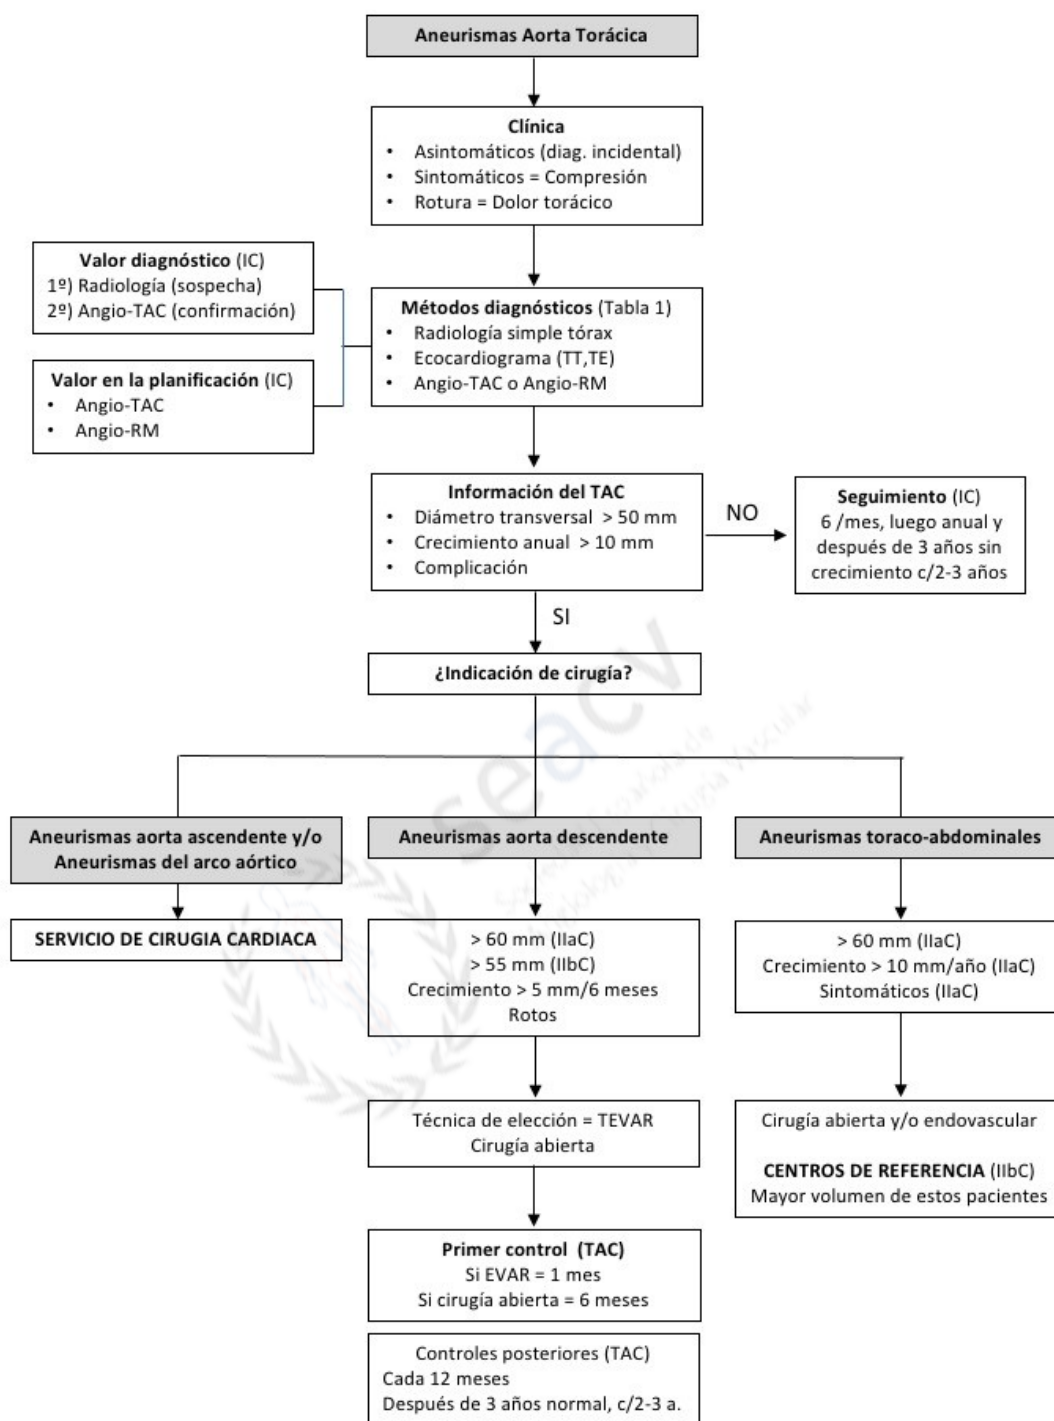 Aneurismas Aorta Torácica
Clínica
• Asintomáticos (diag. incidental)
• Sintomáticos = Compresión
• Rotura = Dolor torácico
Valor diagnóstico (IC)
1º) Radiología (sospecha)
2º) Angio-TAC (confirmación)
Métodos diagnósticos (Tabla 1)
• Radiología simple tórax
• Ecocardiograma (TT,TE)
• Angio-TAC o Angio-RM
Valor en la planificación (IC)
• Angio-TAC
• Angio-RM
Información del TAC
• Diámetro transversal > 50 mm
• Crecimiento anual > 10 mm
• Complicación
NO
Seguimiento (IC)
6 /mes, luego anual y
después de 3 años sin
crecimiento c/2-3 años
SI
¿Indicación de cirugía?
seacv
Sociedad Española de
Angiología y Cirugía Vascular
Aneurismas aorta ascendente y/o
Aneurismas del arco aórtico
SERVICIO DE CIRUGIA CARDIACA
Aneurismas aorta descendente
> 60 mm (IIaC)
> 55 mm (IIbC)
Crecimiento > 5 mm/6 meses
Rotos
Técnica de elección = TEVAR
Cirugía abierta
Primer control (TAC)
Si EVAR = 1 mes
Si cirugía abierta = 6 meses
Controles posteriores (TAC)
Cada 12 meses
Después de 3 años normal, c/2-3 a.
Aneurismas toraco-abdominales
> 60 mm (IIaC)
Crecimiento > 10 mm/año (IIaC)
Sintomáticos (IIaC)
Cirugía abierta y/o endovascular
CENTROS DE REFERENCIA (IIbC)
Mayor volumen de estos pacientes